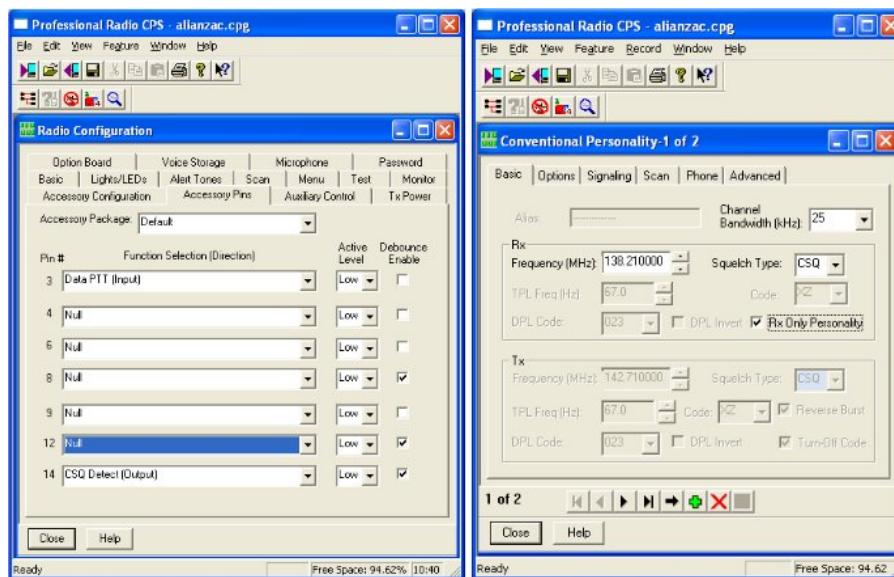 Professional Radio CPS - alianzac.cpg
File Edit View Feature Window Help
Radio Configuration
Option Board Voice Storage Microphone Password
Basic Lights/LEDs Alert Tones Scan Menu Test Monitor
Accessory Configuration Accessory Pins Auxiliary Control Tx Power
Accessory Package: Default
Pin # Function Selection (Direction) Active Level Debounce Enable
3 Data PTT (Input) Low
4 Null Low
6 Null Low
8 Null Low
9 Null Low
12 Null Low
14 CSQ Detect (Output) Low
Close Help
Ready Free Space: 94.62% 10:40
Professional Radio CPS - alianzac.cpg
File Edit View Feature Record Window Help
Conventional Personality-1 of 2
Basic Options Signaling Scan Phone Advanced
Alias: Channel Bandwidth (kHz): 25
Rx
Frequency (MHz): 138.210000 Squelch Type: CSQ
TPL Freq (Hz): 67.0 Code: XZ
DPL Code: 023 DPL Invert Rx Only Personality
Tx
Frequency (MHz): 142.710000 Squelch Type: CSQ
TPL Freq (Hz): 67.0 Code: XZ Reverse Burst
DPL Code: 023 DPL Invert Turn-Off Code
1 of 2
Close Help
Ready Free Space: 94.62